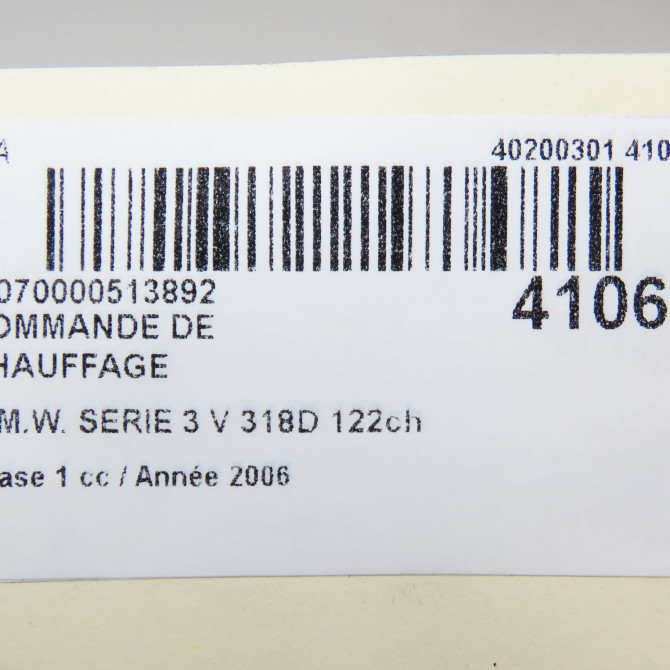 A 40200301 410
070000513892
4106
OMMANDE DE
HAUFFAGE
M.W. SERIE 3 V 318D 122ch
ase 1 cc / Année 2006